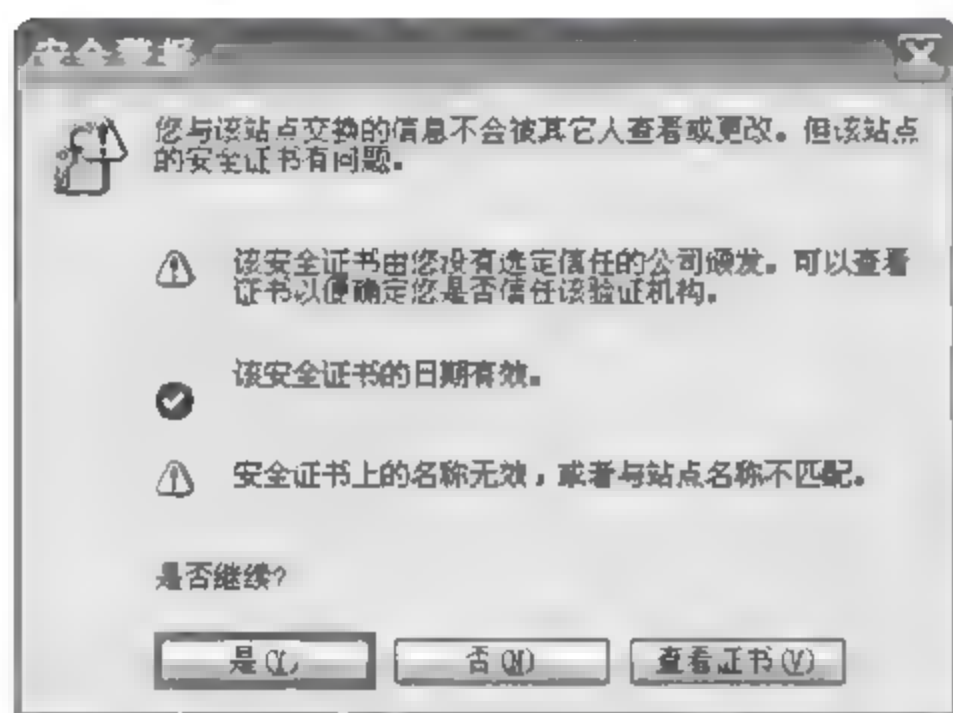 安全警报
您与该站点交换的信息不会被其它人查看或更改。但该站点
的安全证书有问题。
该安全证书由您没有选定信任的公司颁发。可以查看
证书以便确定您是否信任该验证机构。
该安全证书的日期有效。
安全证书上的名称无效，或者与站点名称不匹配。
是否继续?
是(Y)
否(N)
查看证书(V)